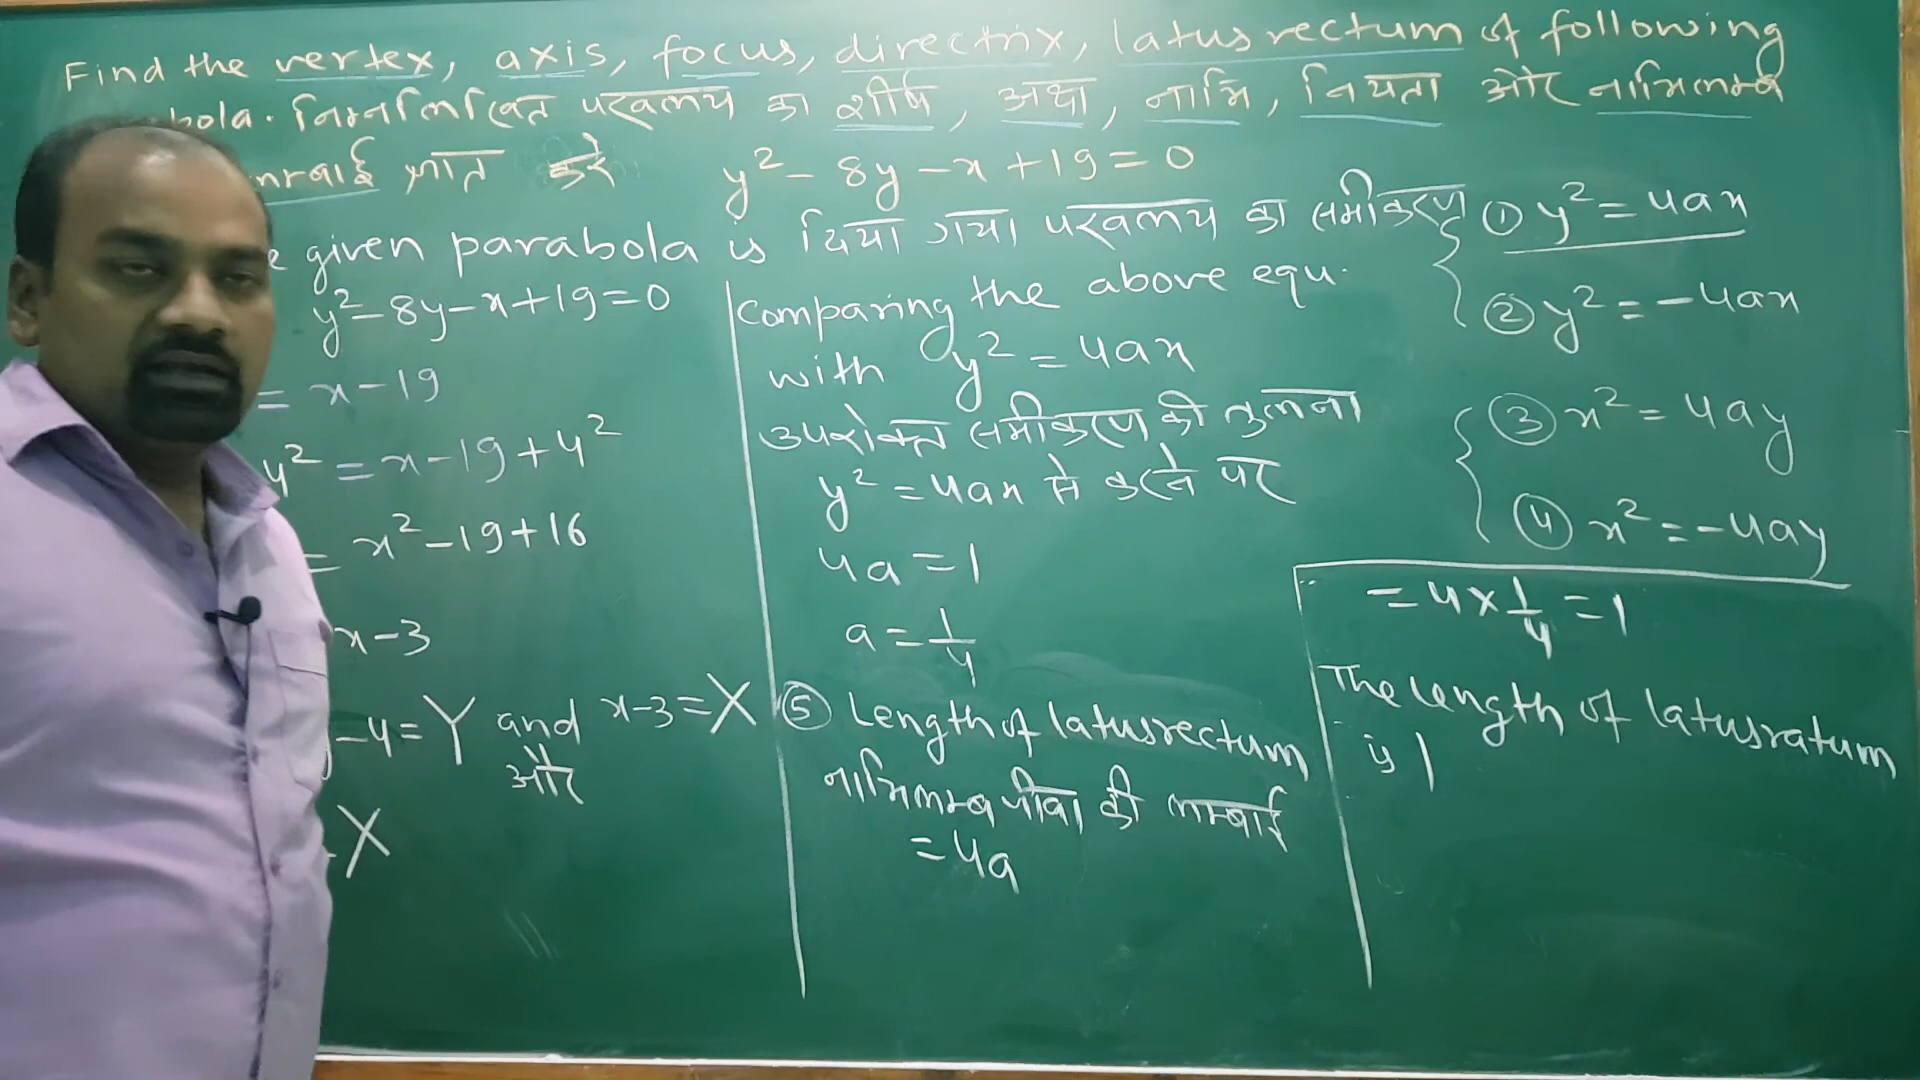 Find the vertex, axis, focus, directrix, latus rectum of following
bola. निम्नलिखित परवलय का शीर्ष, अक्ष, नाभि, नियता और नाभिलम्ब
ज्ञात करे
y² - 8y - x + 19 = 0
given parabola is दिया गया परवलय का समीकरण
y² - 8y - x + 19 = 0
= x - 19
4² = x - 19 + 4²
= x² - 19 + 16
x - 3
- 4 = Y and x - 3 = X
और
X
Comparing the above equ.
with y² = 4ax
उपरोक्त समीकरण की तुलना
y² = 4ax से करने पर
4a = 1
a = 1/4
⑤ Length of latusrectum
नाभिलम्ब जीवा की लम्बाई
= 4a
① y² = 4ax
② y² = -4ax
③ x² = 4ay
④ x² = -4ay
= 4 × 1/4 = 1
The length of latusratum
is 1